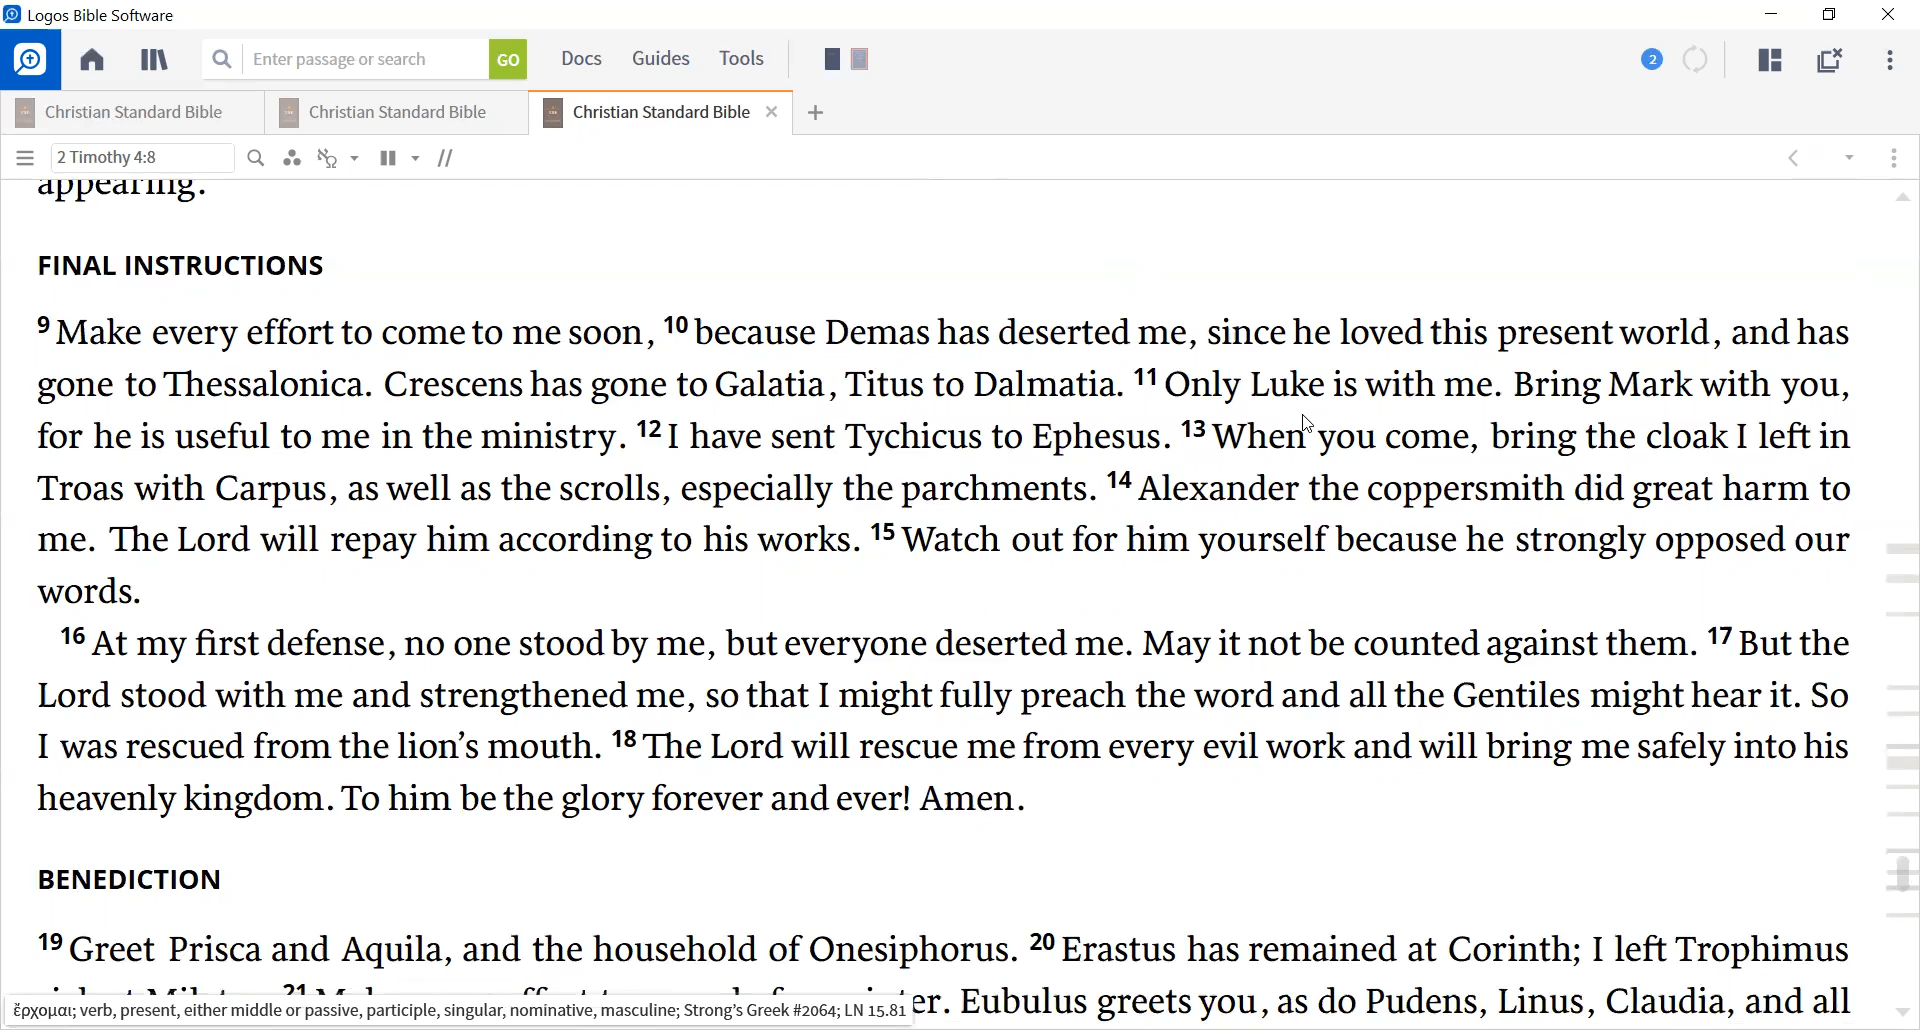 Logos Bible Software
Enter passage or search
GO
Docs
Guides
Tools
2
Christian Standard Bible
Christian Standard Bible
Christian Standard Bible
2 Timothy 4:8
appearing.
FINAL INSTRUCTIONS
9 Make every effort to come to me soon, 10 because Demas has deserted me, since he loved this present world, and has
gone to Thessalonica. Crescens has gone to Galatia, Titus to Dalmatia. 11 Only Luke is with me. Bring Mark with you,
for he is useful to me in the ministry. 12 I have sent Tychicus to Ephesus. 13 When you come, bring the cloak I left in
Troas with Carpus, as well as the scrolls, especially the parchments. 14 Alexander the coppersmith did great harm to
me. The Lord will repay him according to his works. 15 Watch out for him yourself because he strongly opposed our
words.
16 At my first defense, no one stood by me, but everyone deserted me. May it not be counted against them. 17 But the
Lord stood with me and strengthened me, so that I might fully preach the word and all the Gentiles might hear it. So
I was rescued from the lion’s mouth. 18 The Lord will rescue me from every evil work and will bring me safely into his
heavenly kingdom. To him be the glory forever and ever! Amen.
BENEDICTION
19 Greet Prisca and Aquila, and the household of Onesiphorus. 20 Erastus has remained at Corinth; I left Trophimus
21 er. Eubulus greets you, as do Pudens, Linus, Claudia, and all
ἔρχομαι; verb, present, either middle or passive, participle, singular, nominative, masculine; Strong’s Greek #2064; LN 15.81